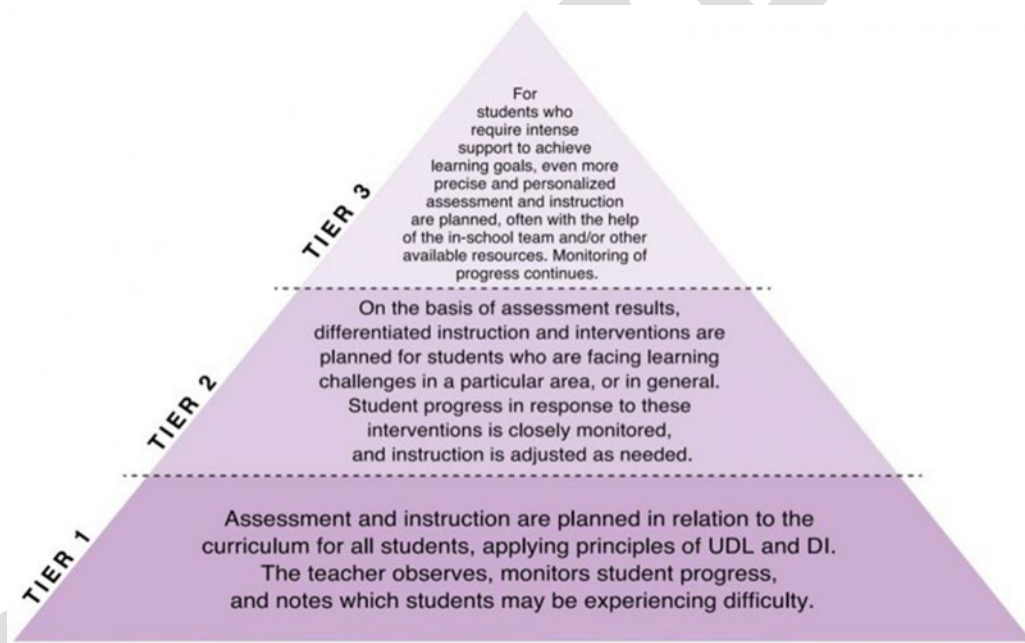 For
students who
require intense
support to achieve
learning goals, even more
precise and personalized
assessment and instruction
are planned, often with the help
of the in-school team and/or other
available resources. Monitoring of
progress continues.
TIER 3
On the basis of assessment results,
differentiated instruction and interventions are
planned for students who are facing learning
challenges in a particular area, or in general.
Student progress in response to these
interventions is closely monitored,
and instruction is adjusted as needed.
TIER 2
Assessment and instruction are planned in relation to the
curriculum for all students, applying principles of UDL and DI.
The teacher observes, monitors student progress,
and notes which students may be experiencing difficulty.
TIER 1